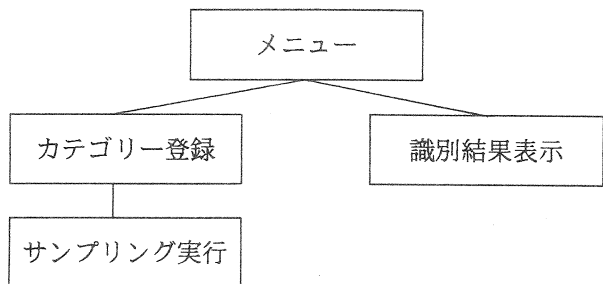 メニュー
カテゴリー登録
識別結果表示
サンプリング実行